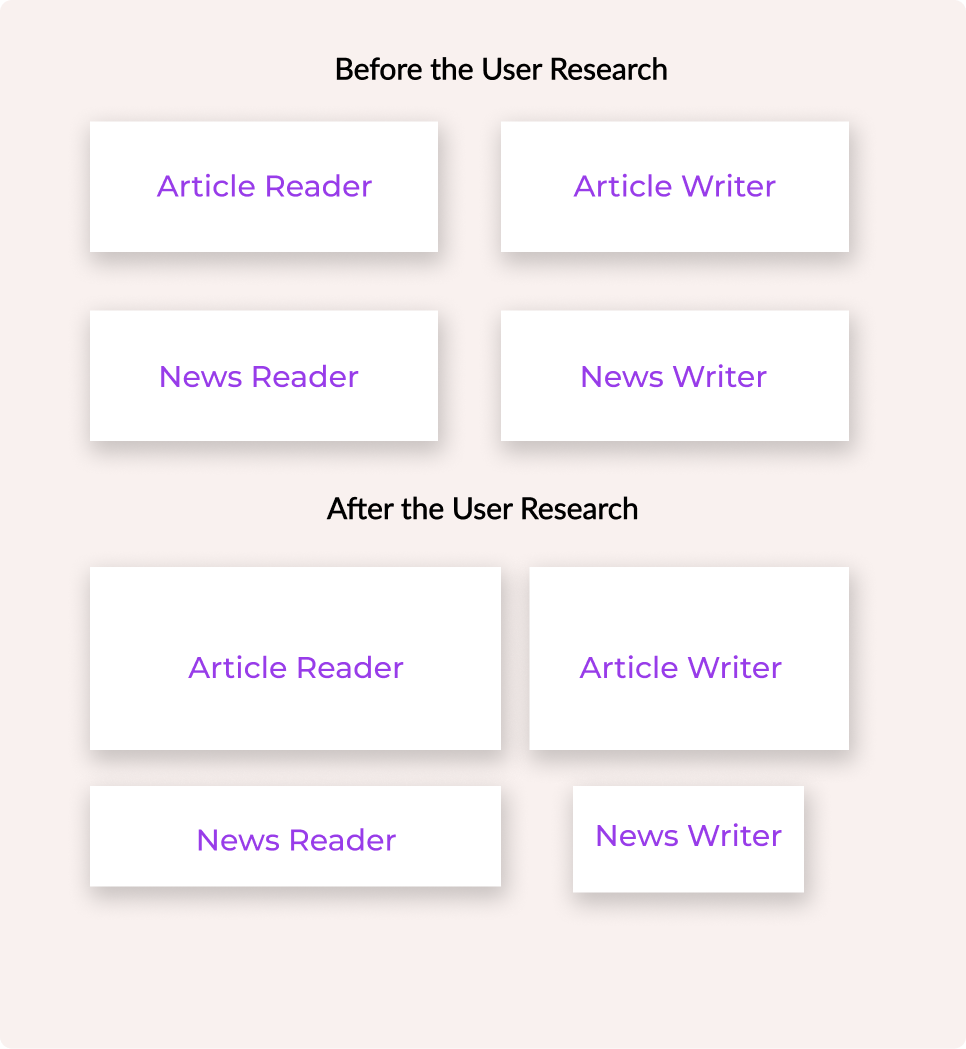 Before the User Research
Article Reader
Article Writer
News Reader
News Writer
After the User Research
Article Reader
Article Writer
News Reader
News Writer